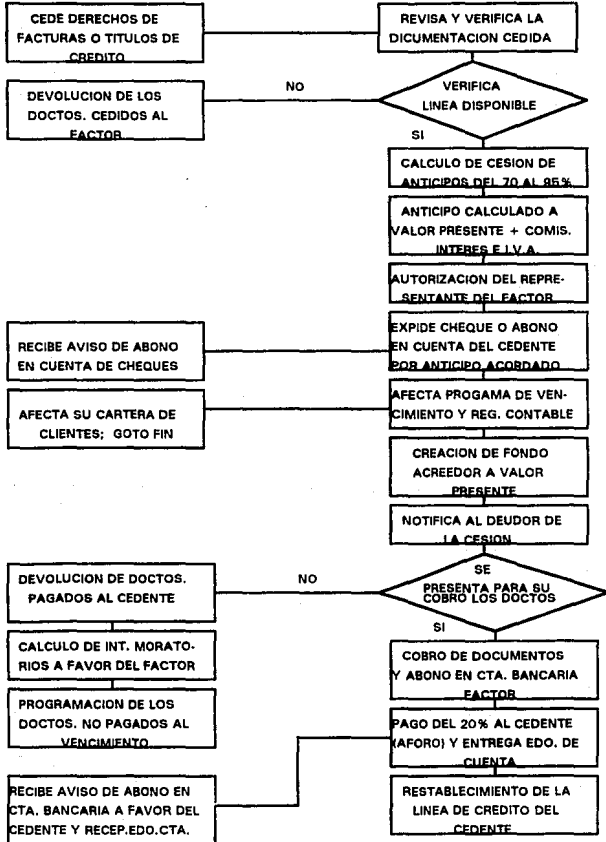 CEDE DERECHOS DE
FACTURAS O TITULOS DE
CREDITO
REVISA Y VERIFICA LA
DICUMENTACION CEDIDA
NO
VERIFICA
LINEA DISPONIBLE
DEVOLUCION DE LOS
DOCTOS. CEDIDOS AL
FACTOR
SI
CALCULO DE CESION DE
ANTICIPOS DEL 70 AL 95%
ANTICIPO CALCULADO A
VALOR PRESENTE + COMIS.
INTERES E I.V.A.
AUTORIZACION DEL REPRE-
SENTANTE DEL FACTOR
RECIBE AVISO DE ABONO
EN CUENTA DE CHEQUES
EXPIDE CHEQUE O ABONO
EN CUENTA DEL CEDENTE
POR ANTICIPO ACORDADO
AFECTA SU CARTERA DE
CLIENTES; GOTO FIN
AFECTA PROGAMA DE VEN-
CIMIENTO Y REG. CONTABLE
CREACION DE FONDO
ACREEDOR A VALOR
PRESENTE
NOTIFICA AL DEUDOR DE
LA CESION
DEVOLUCION DE DOCTOS.
PAGADOS AL CEDENTE
NO
SE
PRESENTA PARA SU
COBRO LOS DOCTOS
SI
CALCULO DE INT. MORATO-
RIOS A FAVOR DEL FACTOR
COBRO DE DOCUMENTOS
Y ABONO EN CTA. BANCARIA
FACTOR
PROGRAMACION DE LOS
DOCTOS. NO PAGADOS AL
VENCIMIENTO
PAGO DEL 20% AL CEDENTE
(AFORO) Y ENTREGA EDO. DE
CUENTA
RECIBE AVISO DE ABONO EN
CTA. BANCARIA A FAVOR DEL
CEDENTE Y RECEP.EDO.CTA.
RESTABLECIMIENTO DE LA
LINEA DE CREDITO DEL
CEDENTE